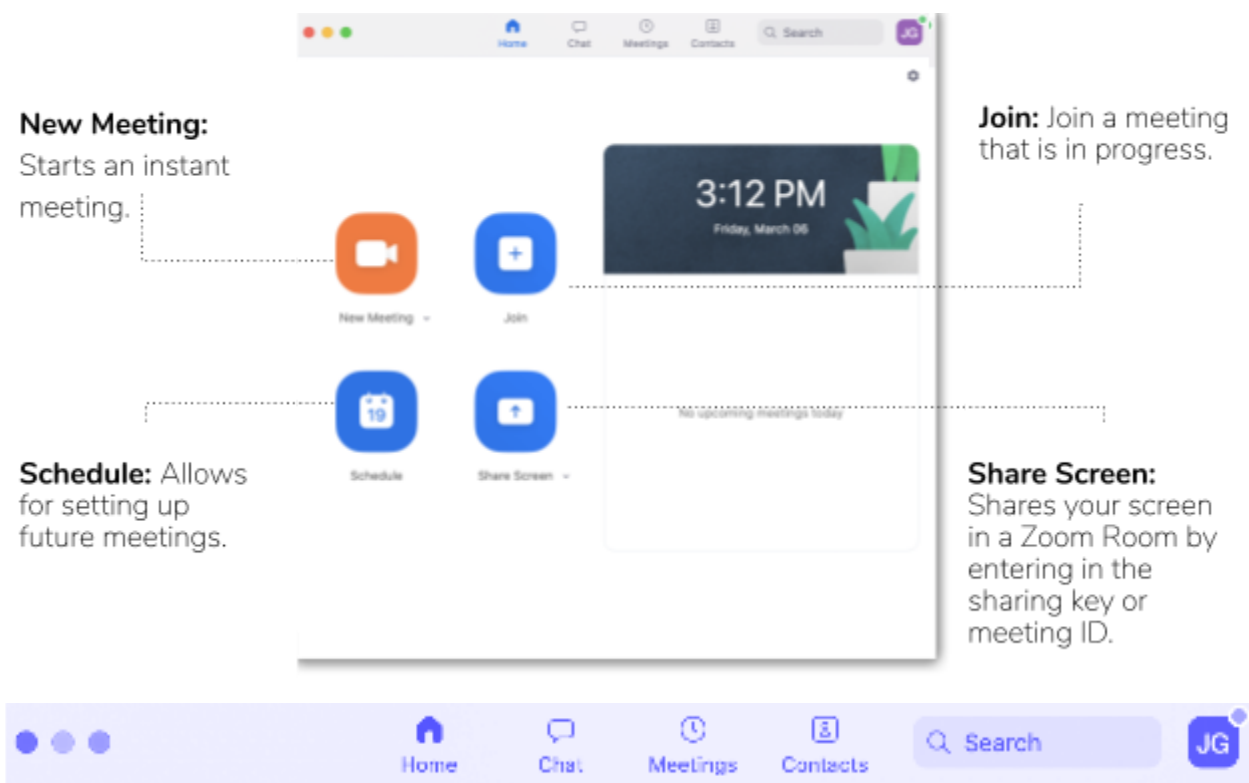 Home Chat Meetings Contacts Search JG
New Meeting:
Starts an instant
meeting.
Join: Join a meeting
that is in progress.
3:12 PM
Friday, March 06
New Meeting
Join
19
No upcoming meetings today
Schedule
Share Screen
Schedule: Allows
for setting up
future meetings.
Share Screen:
Shares your screen
in a Zoom Room by
entering in the
sharing key or
meeting ID.
Home Chat Meetings Contacts Search JG